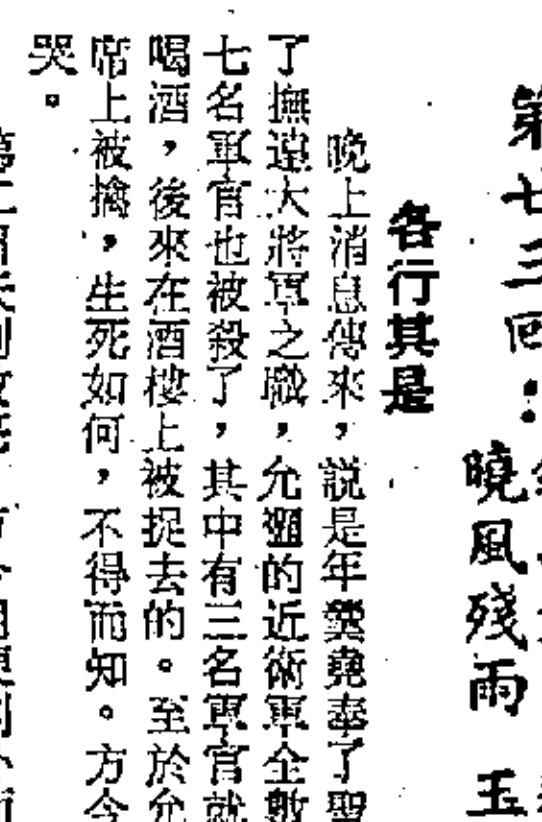 第廿三回：
曉風殘雨 玉
各行其是
晚上消息傳來，說是年羹堯奉了聖
了撫遠大將軍之職，允禵的近衛軍全數
七名軍官也被殺了，其中有三名軍官就
喝酒，後來在酒樓上被捉去的。至於允
席上被擒，生死如何，不得而知。方今
哭。